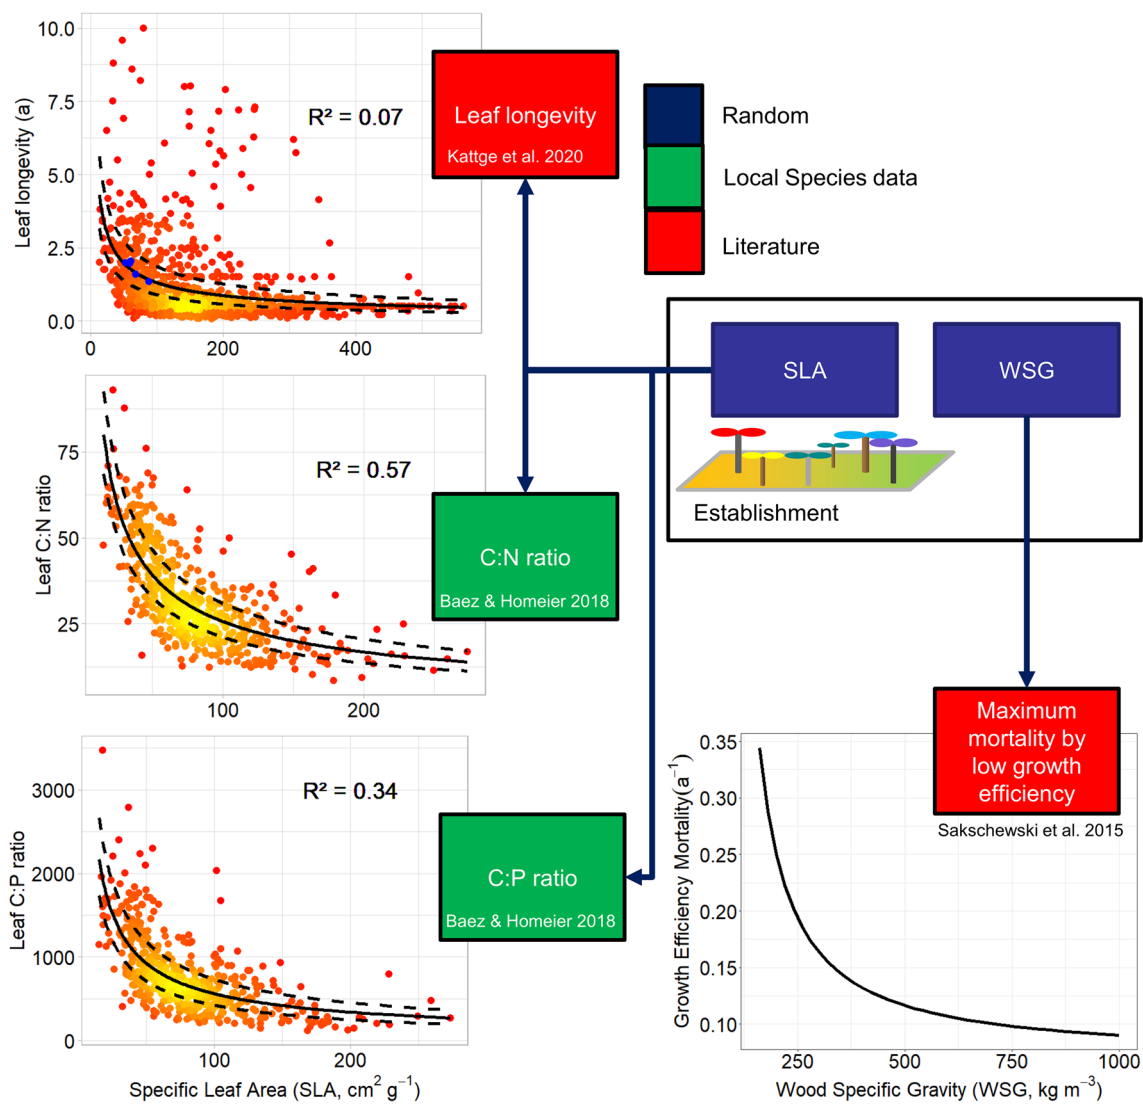 10.0
7.5
5.0
2.5
0.0
Leaf longevity (a)
R² = 0.07
0
200
400
Leaf longevity
Kattge et al. 2020
Random
Local Species data
Literature
SLA
WSG
Establishment
75
50
25
Leaf C:N ratio
R² = 0.57
100
200
C:N ratio
Baez & Homeier 2018
3000
2000
1000
0
Leaf C:P ratio
R² = 0.34
100
200
Specific Leaf Area (SLA, cm² g⁻¹)
C:P ratio
Baez & Homeier 2018
Maximum
mortality by
low growth
efficiency
Sakschewski et al. 2015
0.35
0.30
0.25
0.20
0.15
0.10
Growth Efficiency Mortality(a⁻¹)
250
500
750
1000
Wood Specific Gravity (WSG, kg m⁻³)